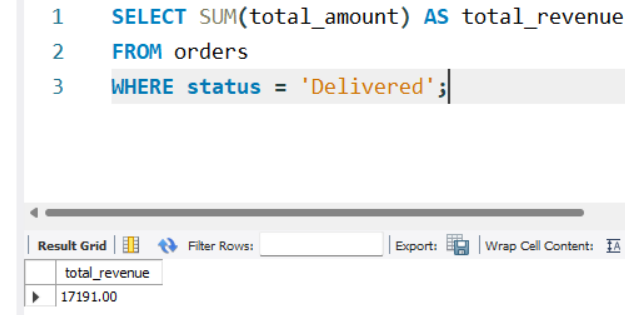 1 SELECT SUM(total_amount) AS total_revenue
2 FROM orders
3 WHERE status = 'Delivered';
Result Grid Filter Rows: Export: Wrap Cell Content: IA
total_revenue
17191.00